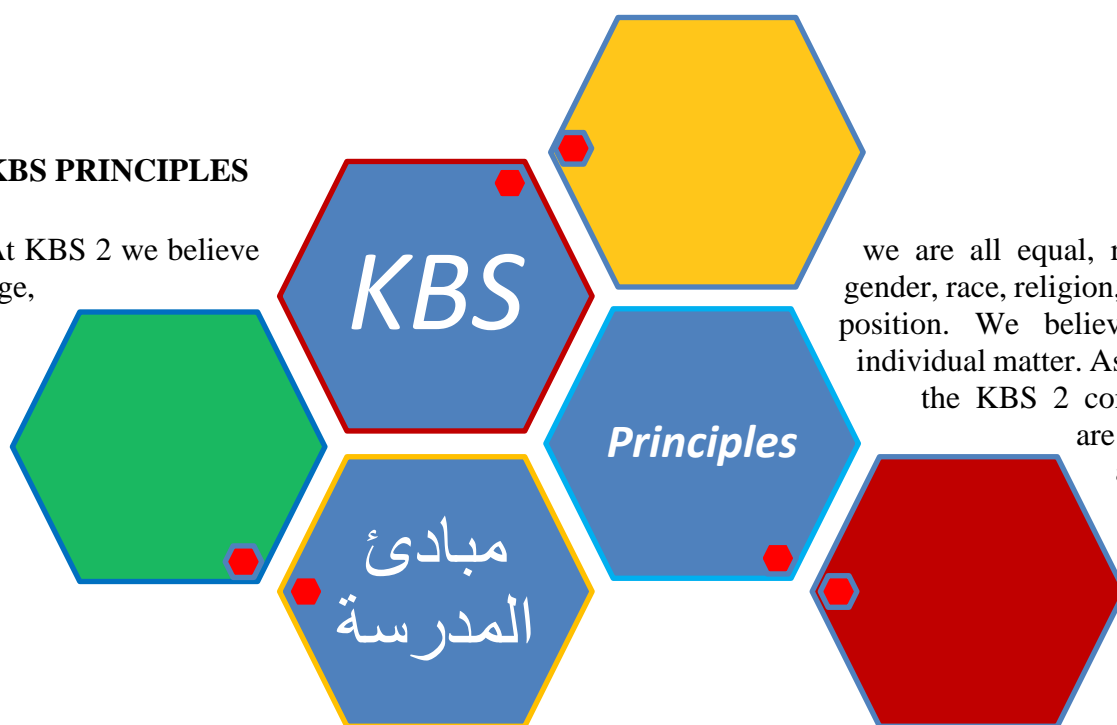 KBS PRINCIPLES
At KBS 2 we believe
we are all equal,
ge,
gender, race, religion,
position. We believ
individual matter. As
the KBS 2
are
KBS
Principles
مبادئ
المدرسة